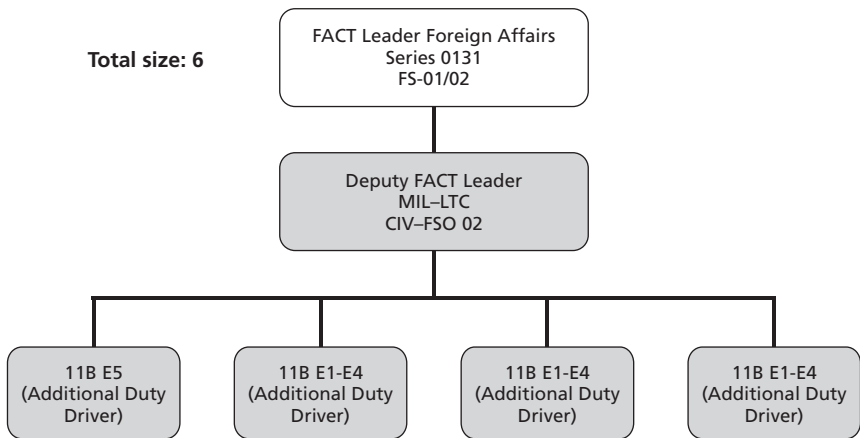 Total size: 6
FACT Leader Foreign Affairs
Series 0131
FS-01/02
Deputy FACT Leader
MIL–LTC
CIV–FSO 02
11B E5
(Additional Duty
Driver)
11B E1-E4
(Additional Duty
Driver)
11B E1-E4
(Additional Duty
Driver)
11B E1-E4
(Additional Duty
Driver)